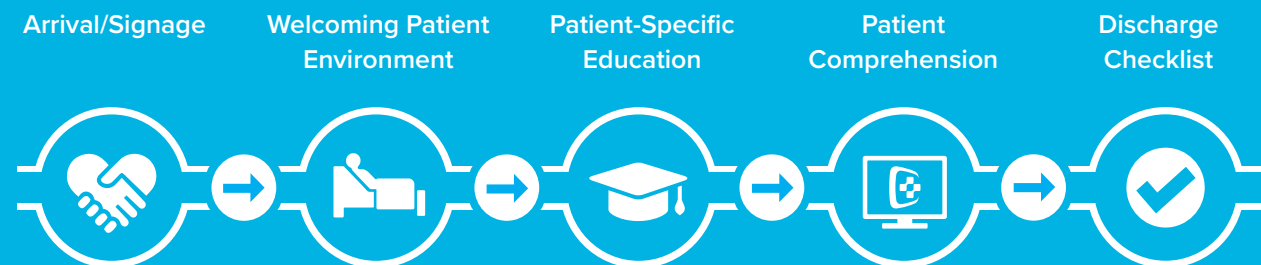 Arrival/Signage
Welcoming Patient
Environment
Patient-Specific
Education
Patient
Comprehension
Discharge
Checklist